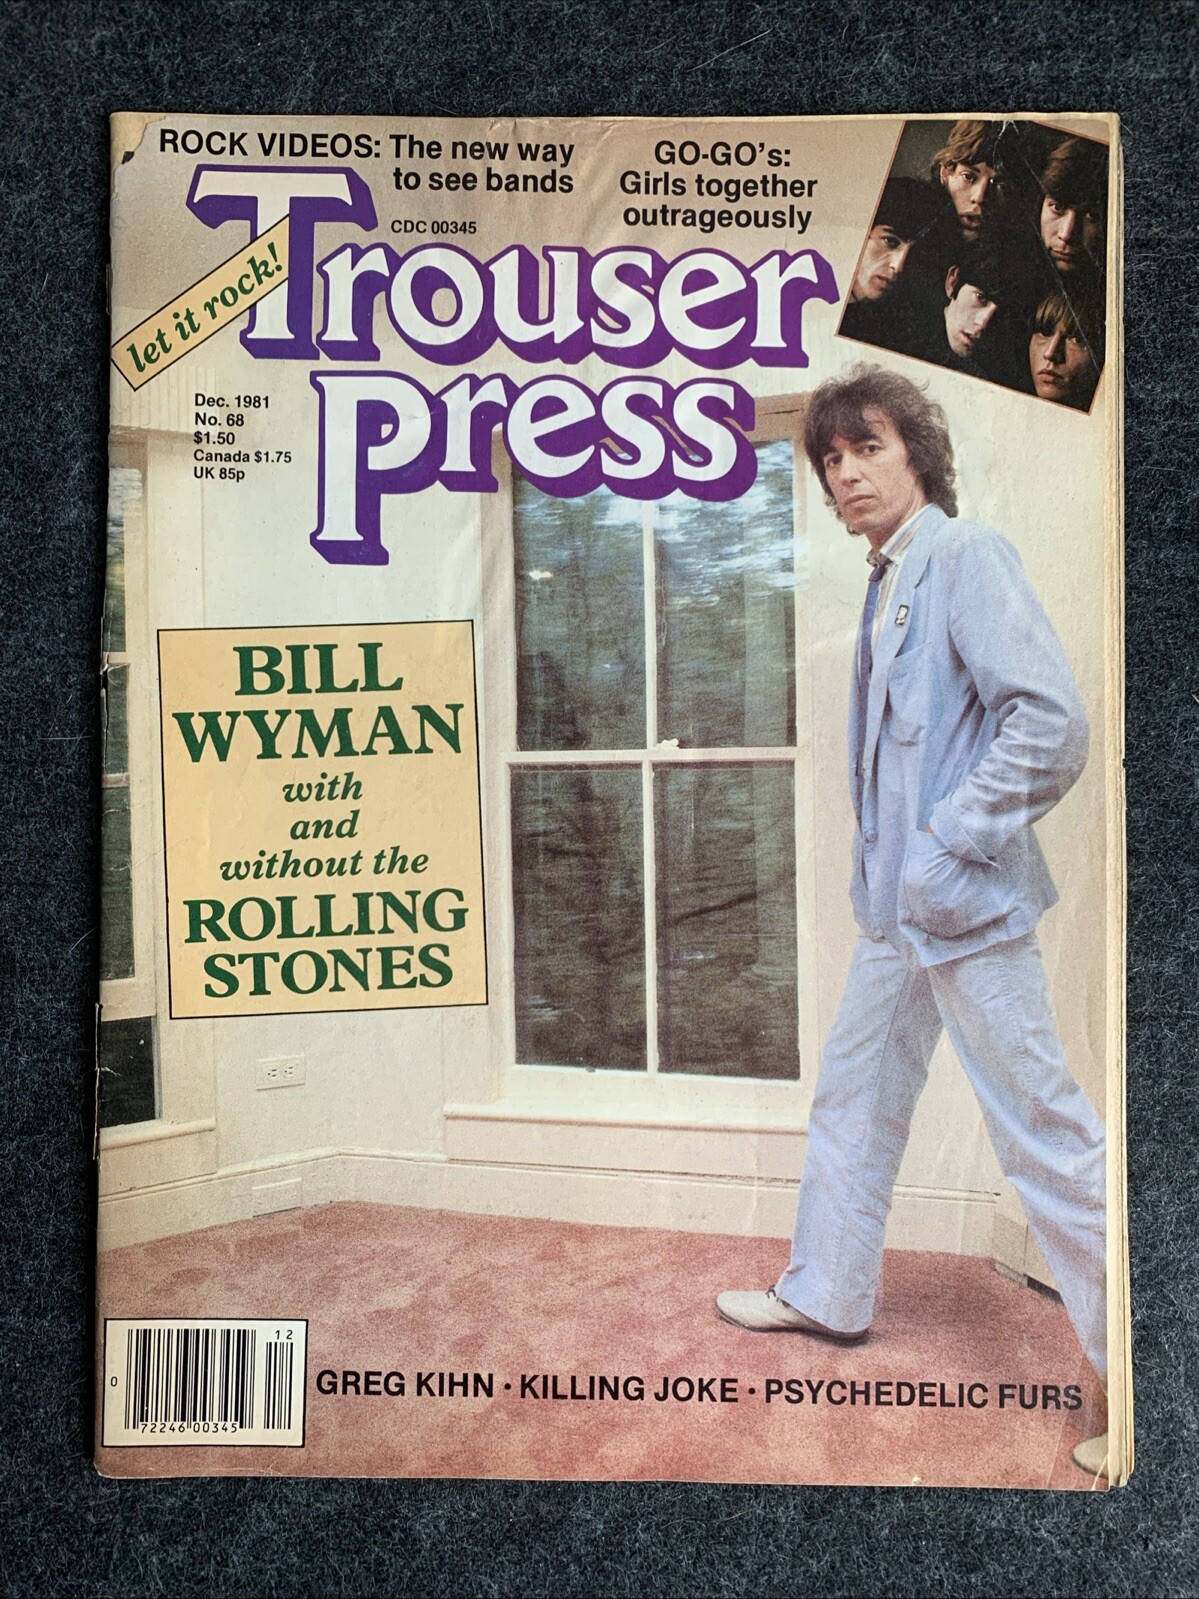 ROCK VIDEOS: The new way
to see bands
GO-GO's:
Girls together
outrageously
CDC 00345
let it rock!
Trouser
Press
Dec. 1981
No. 68
$1.50
Canada $1.75
UK 85p
BILL
WYMAN
with
and
without the
ROLLING
STONES
12
0
72246 00345
GREG KIHN · KILLING JOKE · PSYCHEDELIC FURS